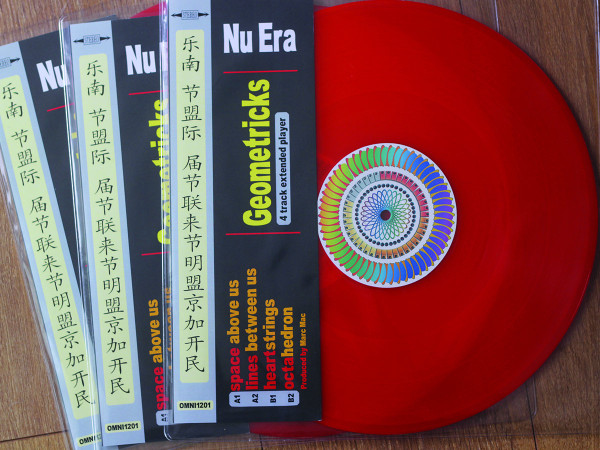 Nu
乐南 节盟际 届节联来节明盟京加开民
OMNI1201
Nu
乐南 节盟际 届节联来节明盟京加开民
A1 space above us
OMNI1201
Nu Era
乐南 节盟际 届节联来节明盟京加开民
Geometricks
4 track extended player
A1 space above us
A2 lines between us
B1 heartstrings
B2 octahedron
Produced by Marc Mac
OMNI1201